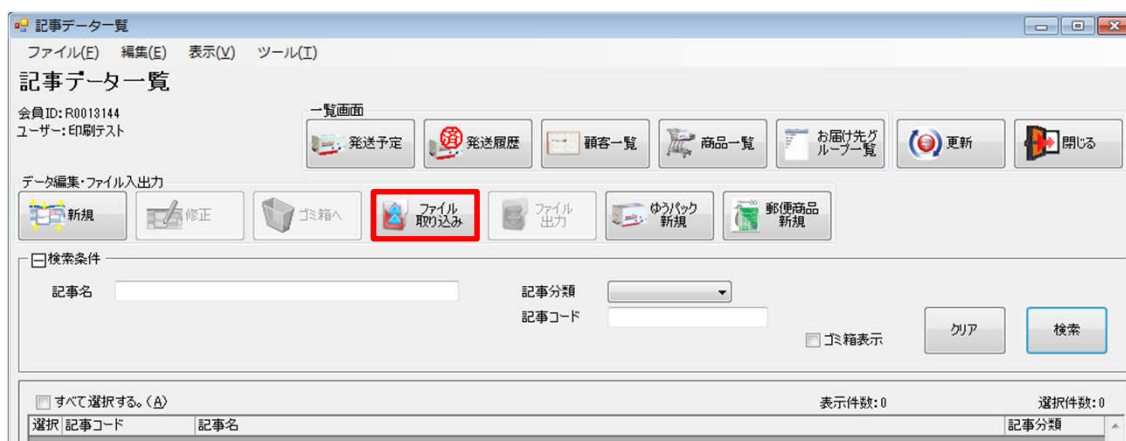 記事データ一覧
ファイル(F) 編集(E) 表示(V) ツール(T)
記事データ一覧
会員ID:R0013144
ユーザー:印刷テスト
一覧画面
発送予定
済
発送履歴
顧客一覧
商品一覧
お届け先グ
ループ一覧
更新
閉じる
データ編集・ファイル入出力
新規
修正
ゴミ箱へ
ファイル
取り込み
ファイル
出力
ゆうパック
新規
郵便商品
新規
検索条件
記事名
記事分類
記事コード
ゴミ箱表示
クリア
検索
すべて選択する。(A)
表示件数:0
選択件数:0
選択 記事コード 記事名 記事分類